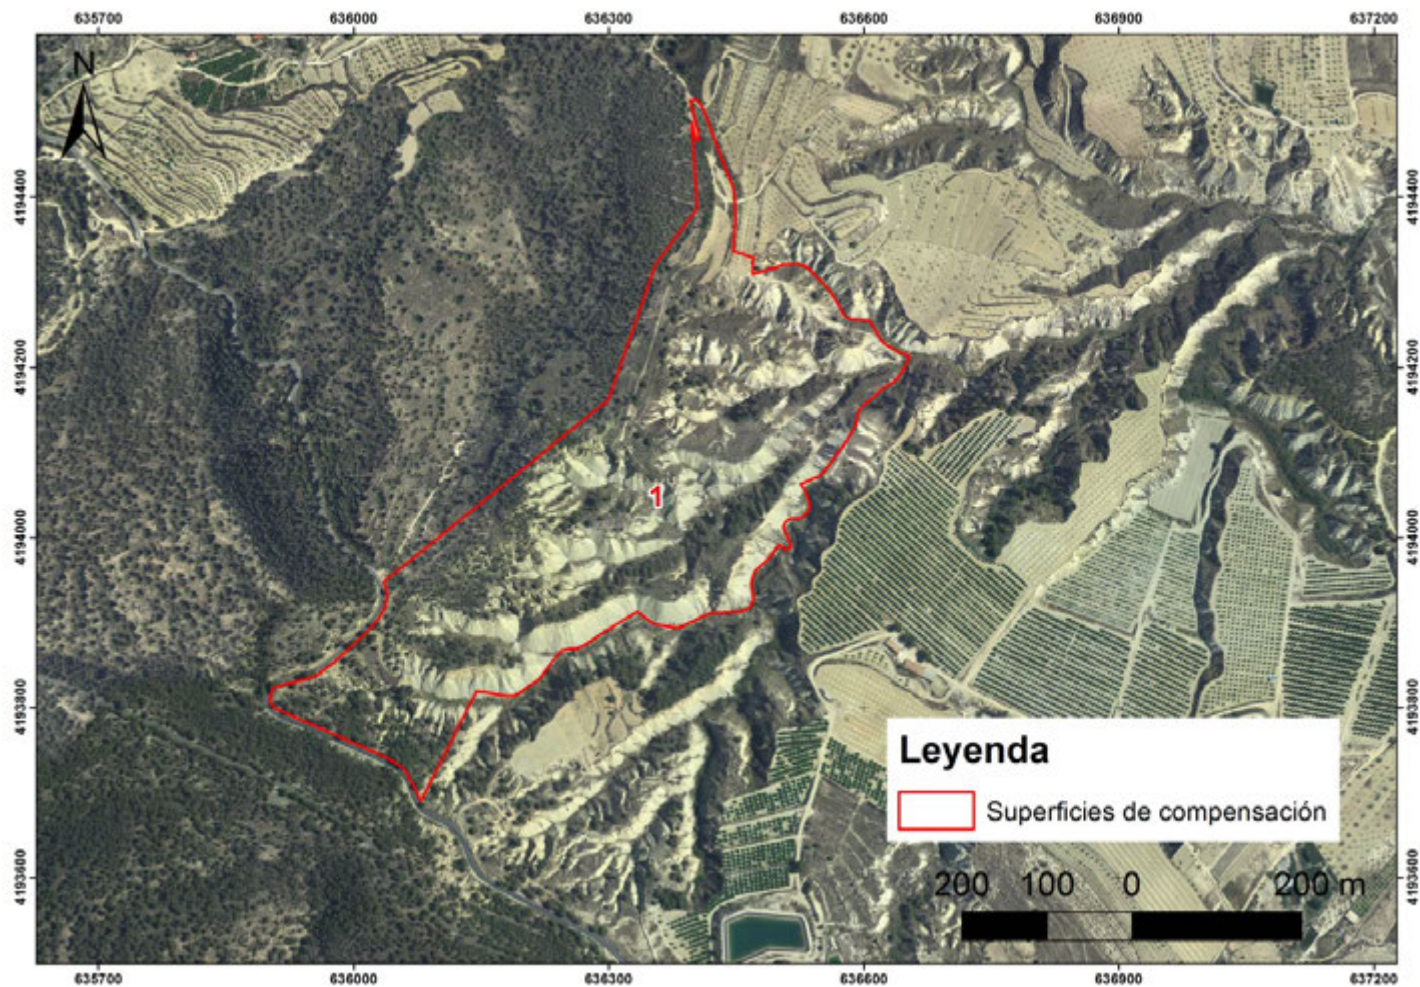 635700 636000 636300 636600 636900 637200
N
4194400 4194400
4194200 4194200
1
4194000 4194000
4193800 4193800
Leyenda
Superficies de compensación
4193600 4193600
200 100 0 200 m
635700 636000 636300 636600 636900 637200